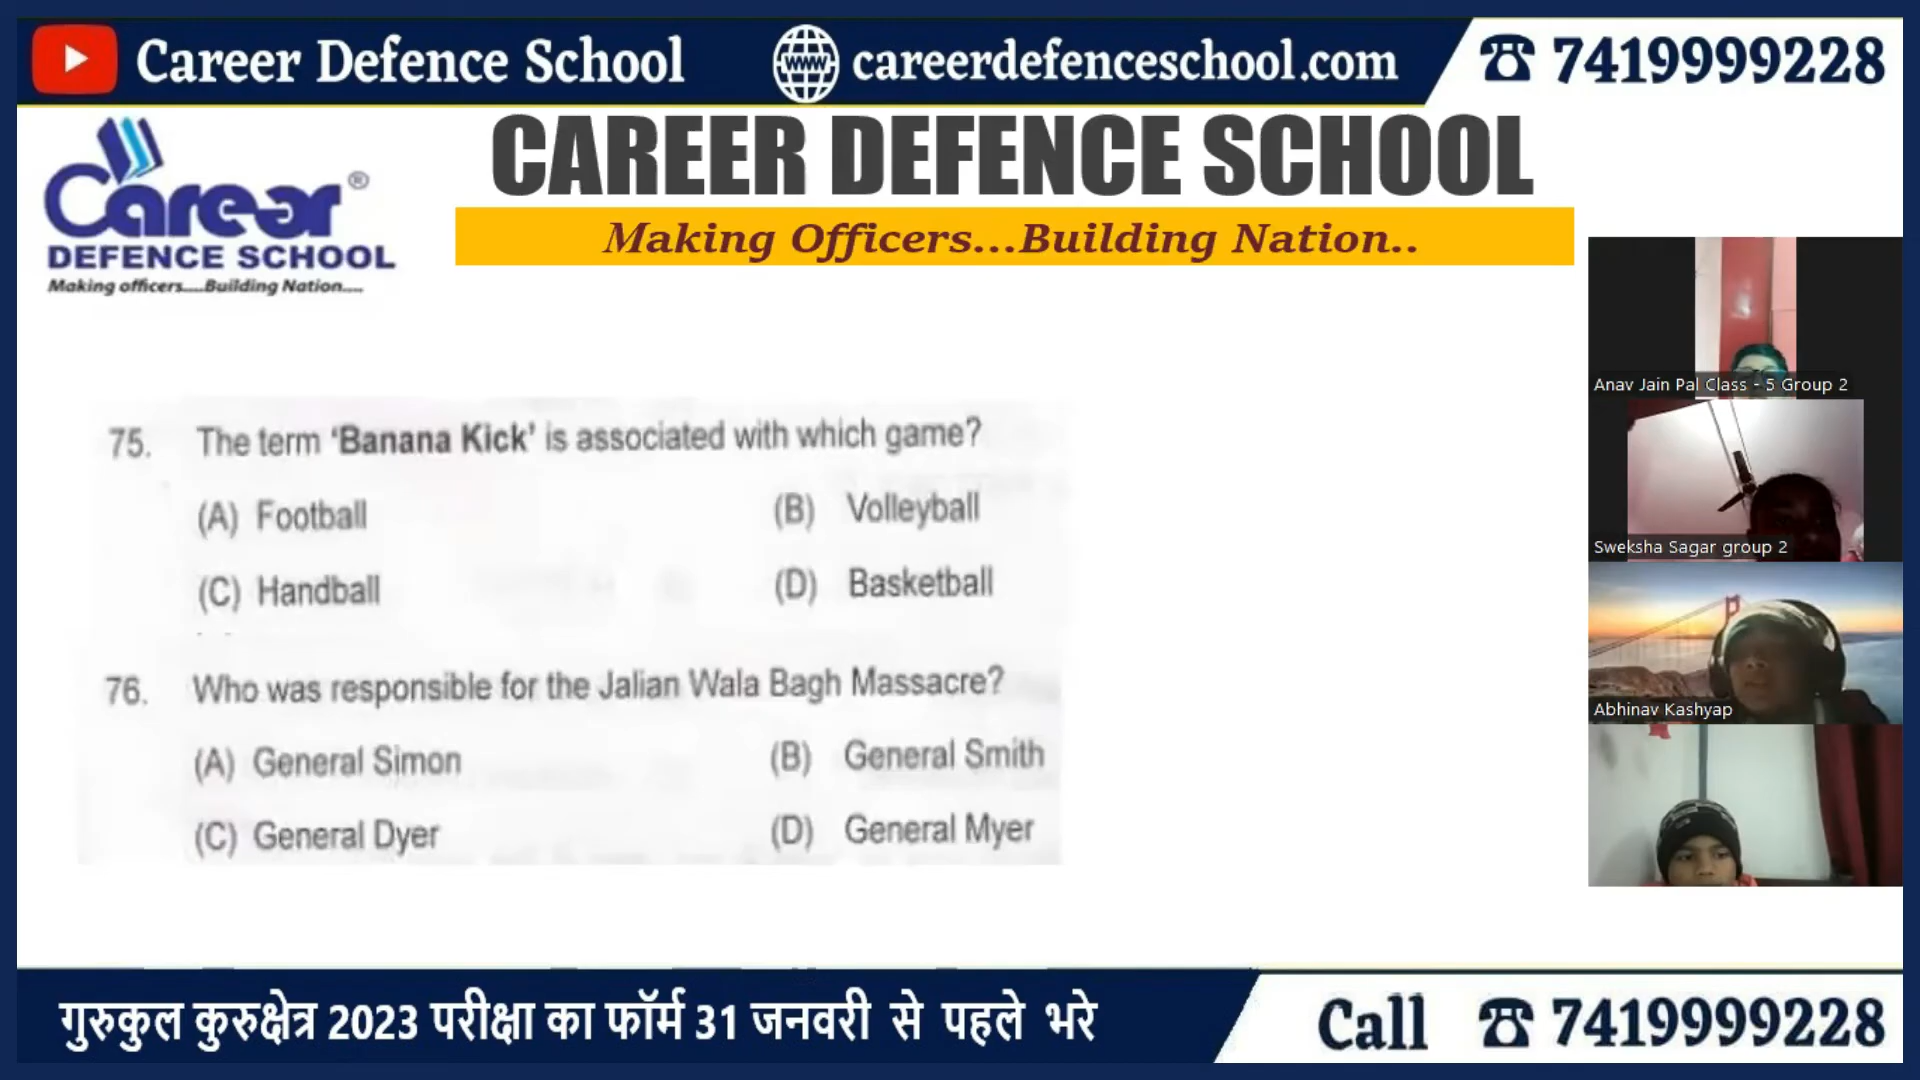 Career Defence School
www
careerdefenceschool.com
7419999228
Career®
DEFENCE SCHOOL
Making officers....Building Nation....
CAREER DEFENCE SCHOOL
Making Officers...Building Nation..
75. The term ‘Banana Kick’ is associated with which game?
(A) Football (B) Volleyball
(C) Handball (D) Basketball
76. Who was responsible for the Jalian Wala Bagh Massacre?
(A) General Simon (B) General Smith
(C) General Dyer (D) General Myer
Anav Jain Pal Class - 5 Group 2
Sweksha Sagar group 2
Abhinav Kashyap
गुरुकुल कुरुक्षेत्र 2023 परीक्षा का फॉर्म 31 जनवरी से पहले भरे
Call 7419999228